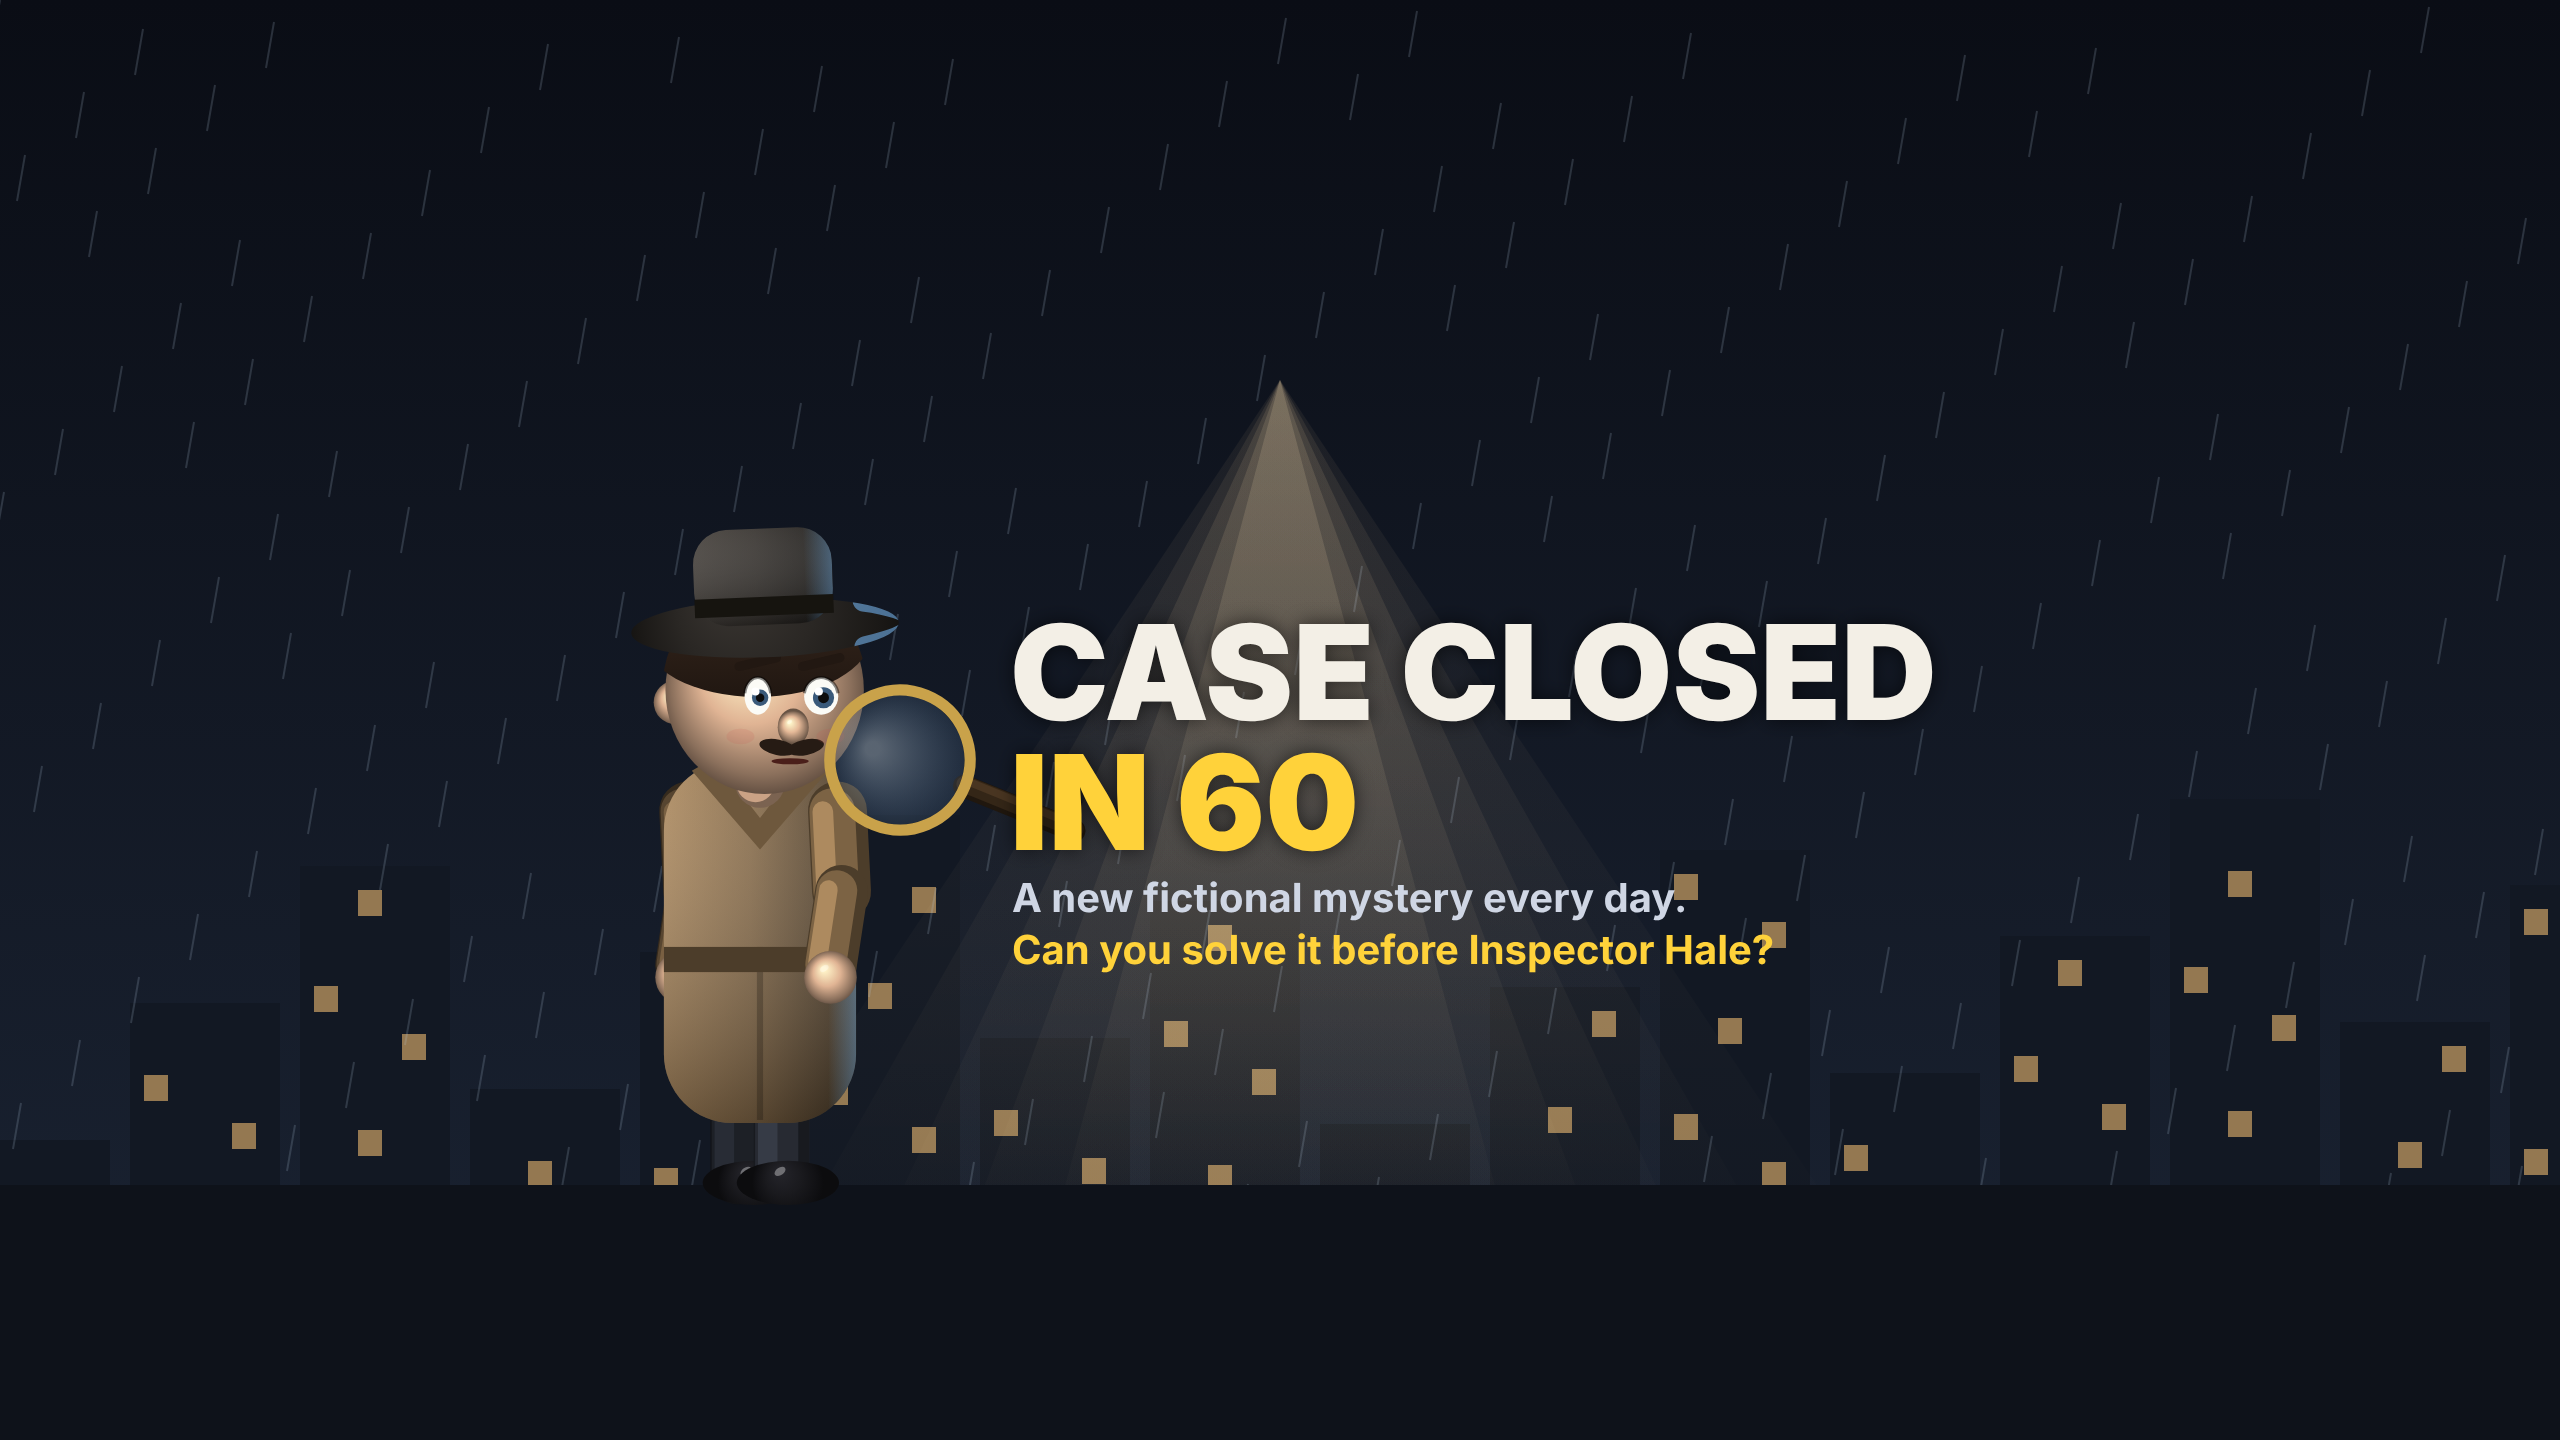 CASE CLOSED
IN 60
A new fictional mystery every day.
Can you solve it before Inspector Hale?